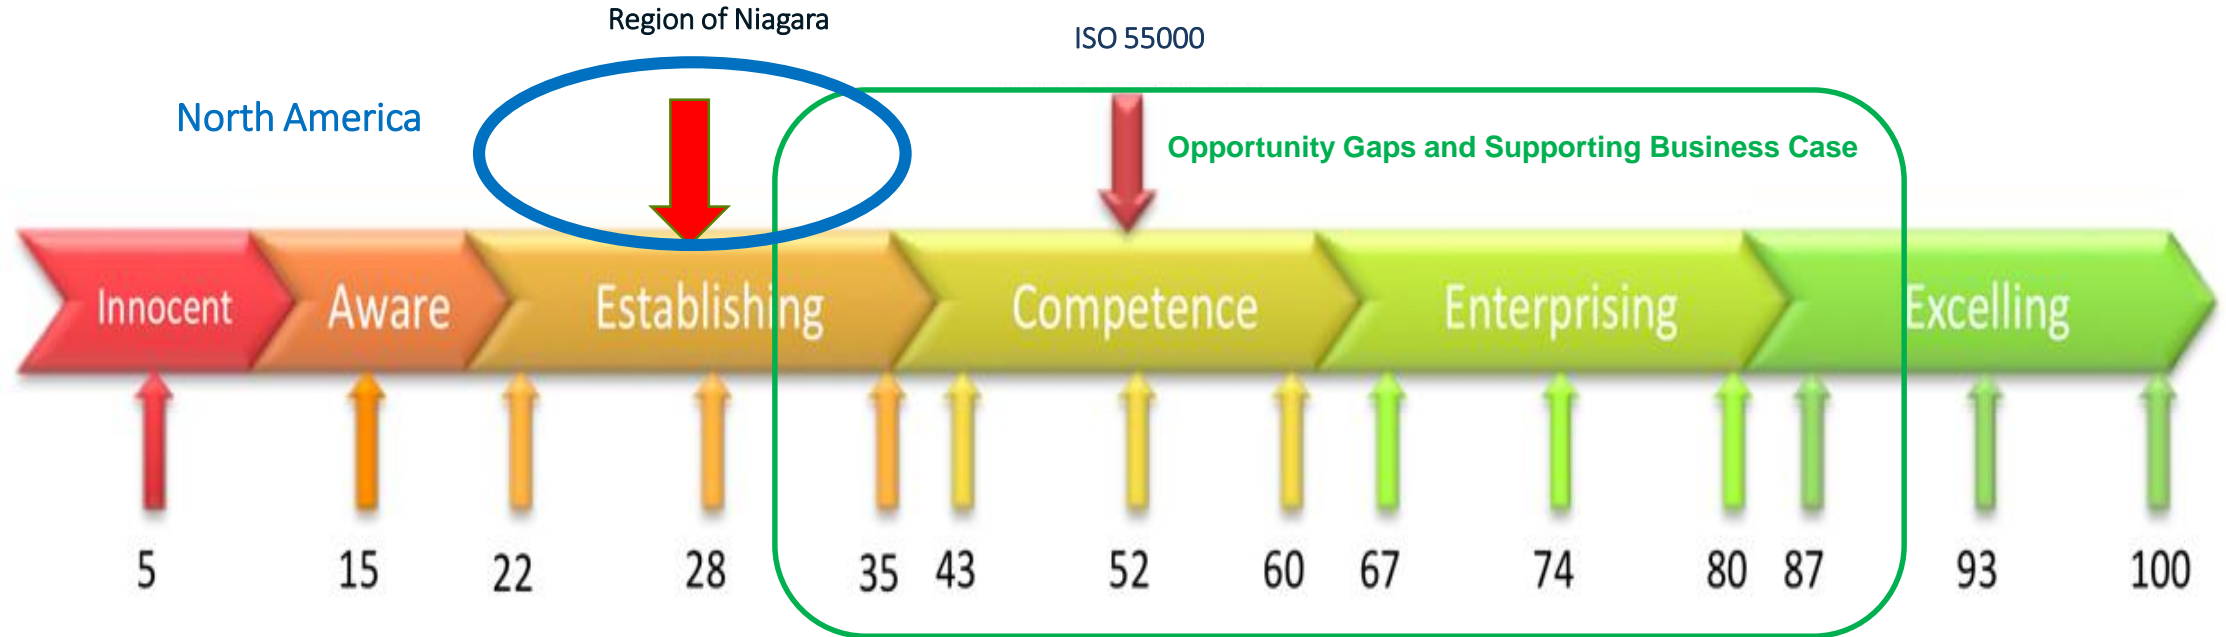 Region of Niagara
ISO 55000
North America
Opportunity Gaps and Supporting Business Case
Innocent Aware Establishing Competence Enterprising Excelling
5 15 22 28 35 43 52 60 67 74 80 87 93 100